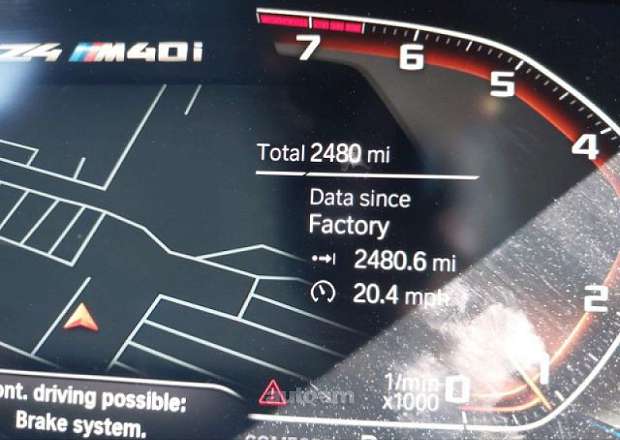 Z4 M40i
7
6
5
4
Total 2480 mi
Data since
Factory
2480.6 mi
20.4 mph
2
1
0
1/min
x1000
ont. driving possible:
Brake system.